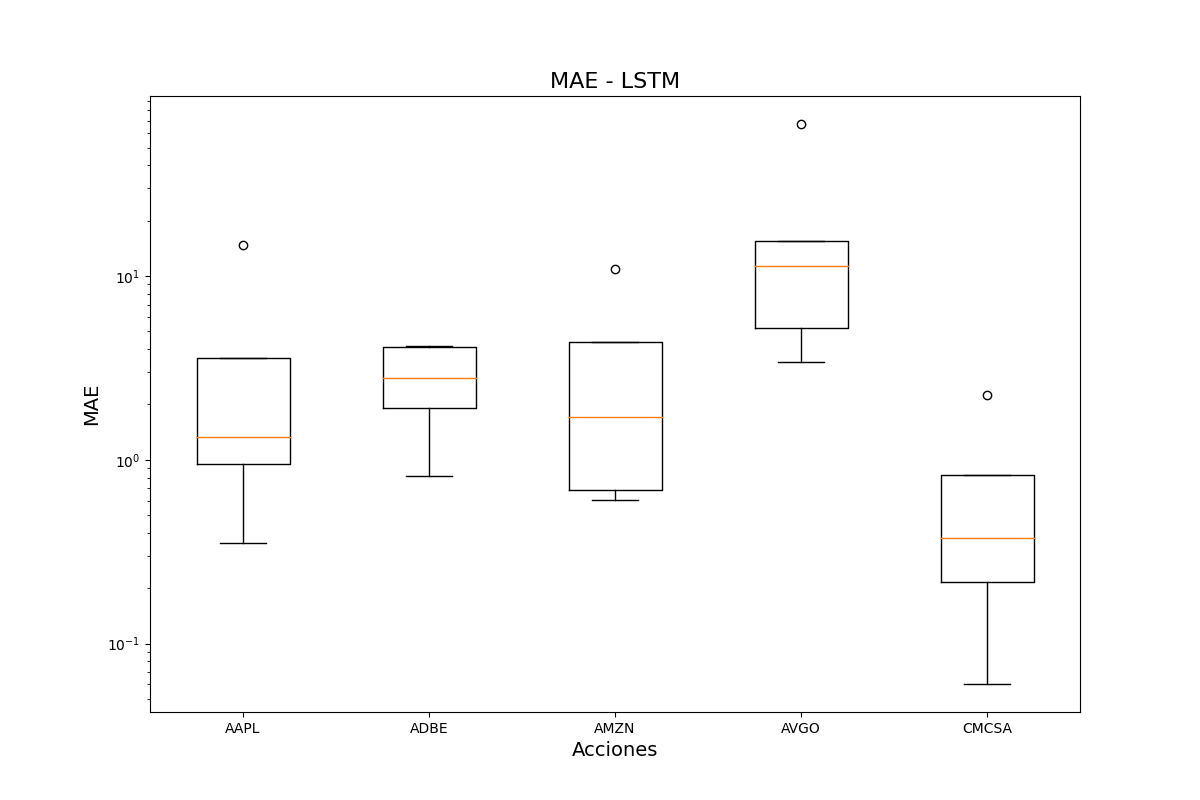 MAE - LSTM
MAE
10¹
10⁰
10⁻¹
AAPL ADBE AMZN AVGO CMCSA
Acciones